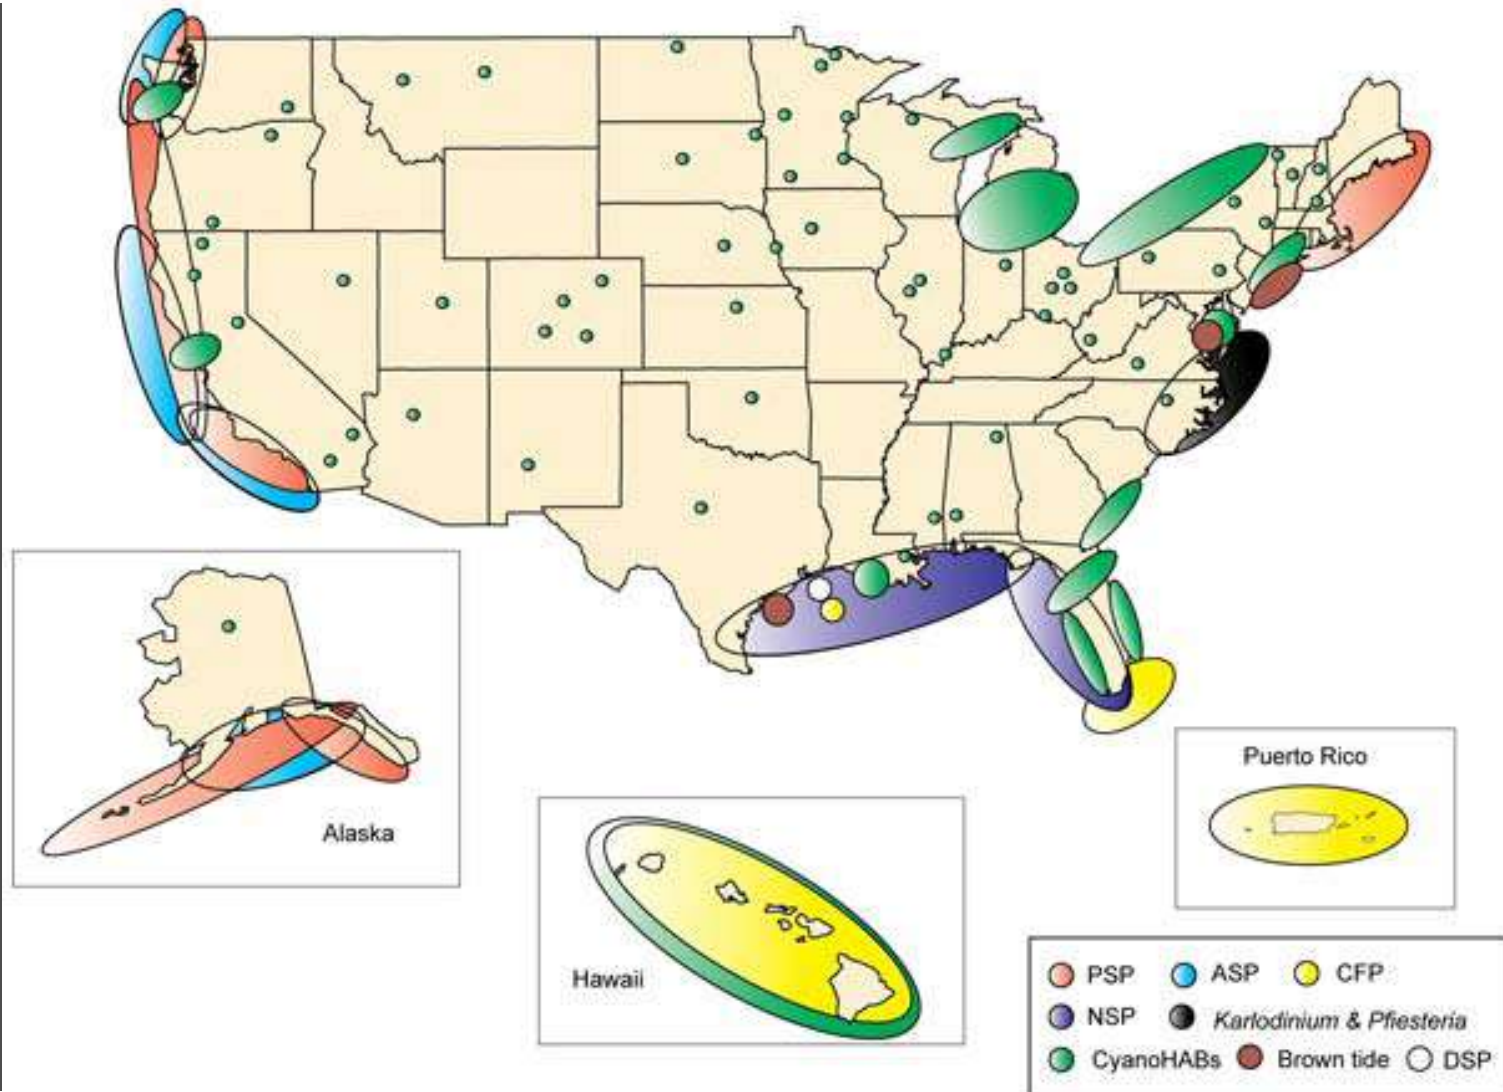 Puerto Rico
Alaska
Hawaii
PSP ASP CFP
NSP Karlodinium & Pfiesteria
CyanoHABs Brown tide DSP